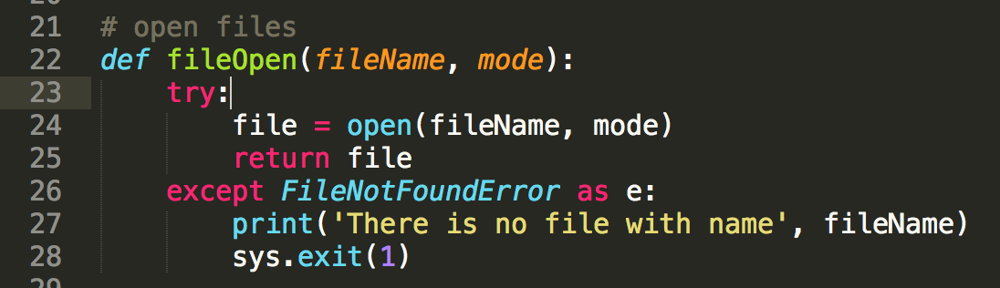 21 # open files
22 def fileOpen(fileName, mode):
23     try:
24         file = open(fileName, mode)
25         return file
26     except FileNotFoundError as e:
27         print('There is no file with name', fileName)
28         sys.exit(1)